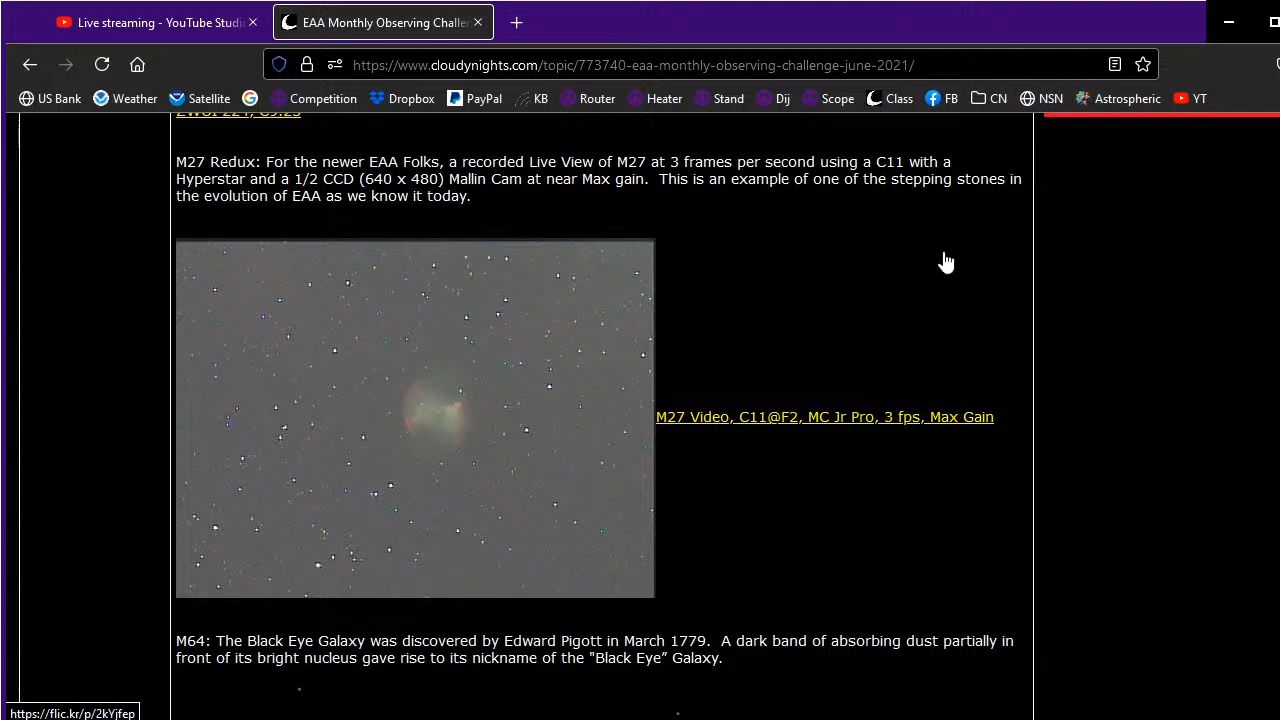 Live streaming - YouTube Studio
EAA Monthly Observing Challen
https://www.cloudynights.com/topic/773740-eaa-monthly-observing-challenge-june-2021/
US Bank Weather Satellite Competition Dropbox PayPal KB Router Heater Stand Dij Scope Class FB CN NSN Astrospheric YT
M27 Redux: For the newer EAA Folks, a recorded Live View of M27 at 3 frames per second using a C11 with a
Hyperstar and a 1/2 CCD (640 x 480) Mallin Cam at near Max gain. This is an example of one of the stepping stones in
the evolution of EAA as we know it today.
M27 Video, C11@F2, MC Jr Pro, 3 fps, Max Gain
M64: The Black Eye Galaxy was discovered by Edward Pigott in March 1779. A dark band of absorbing dust partially in
front of its bright nucleus gave rise to its nickname of the "Black Eye” Galaxy.
https://flic.kr/p/2kYjfep